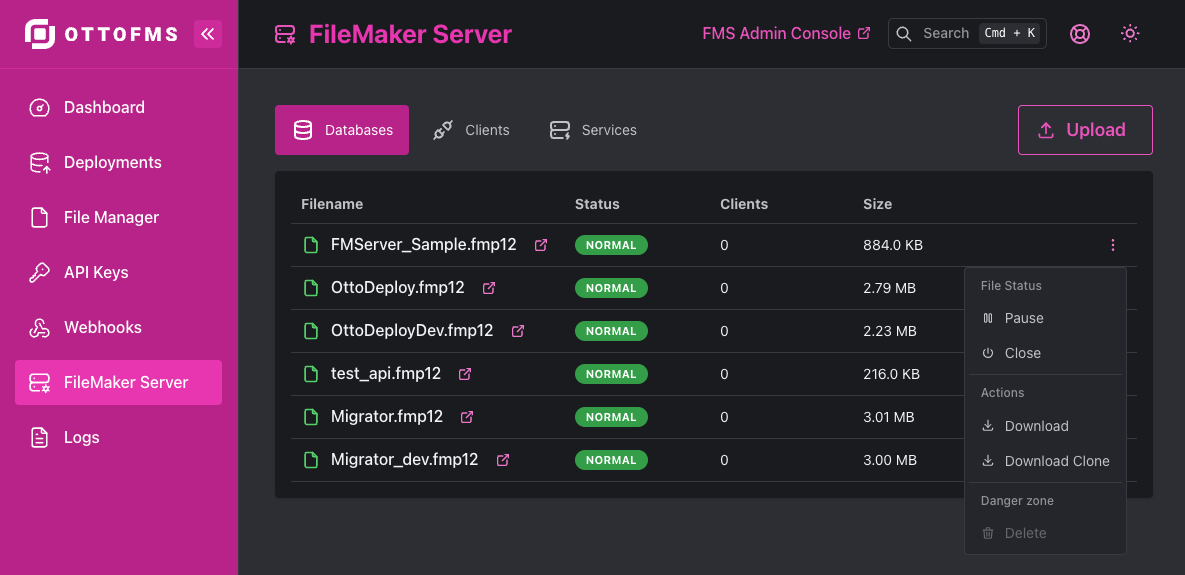 OTTOFMS
FileMaker Server
FMS Admin Console
Search Cmd + K
Dashboard
Deployments
File Manager
API Keys
Webhooks
FileMaker Server
Logs
Databases Clients Services
Upload
Filename Status Clients Size
FMServer_Sample.fmp12 NORMAL 0 884.0 KB
OttoDeploy.fmp12 NORMAL 0 2.79 MB
OttoDeployDev.fmp12 NORMAL 0 2.23 MB
test_api.fmp12 NORMAL 0 216.0 KB
Migrator.fmp12 NORMAL 0 3.01 MB
Migrator_dev.fmp12 NORMAL 0 3.00 MB
File Status
Pause
Close
Actions
Download
Download Clone
Danger zone
Delete